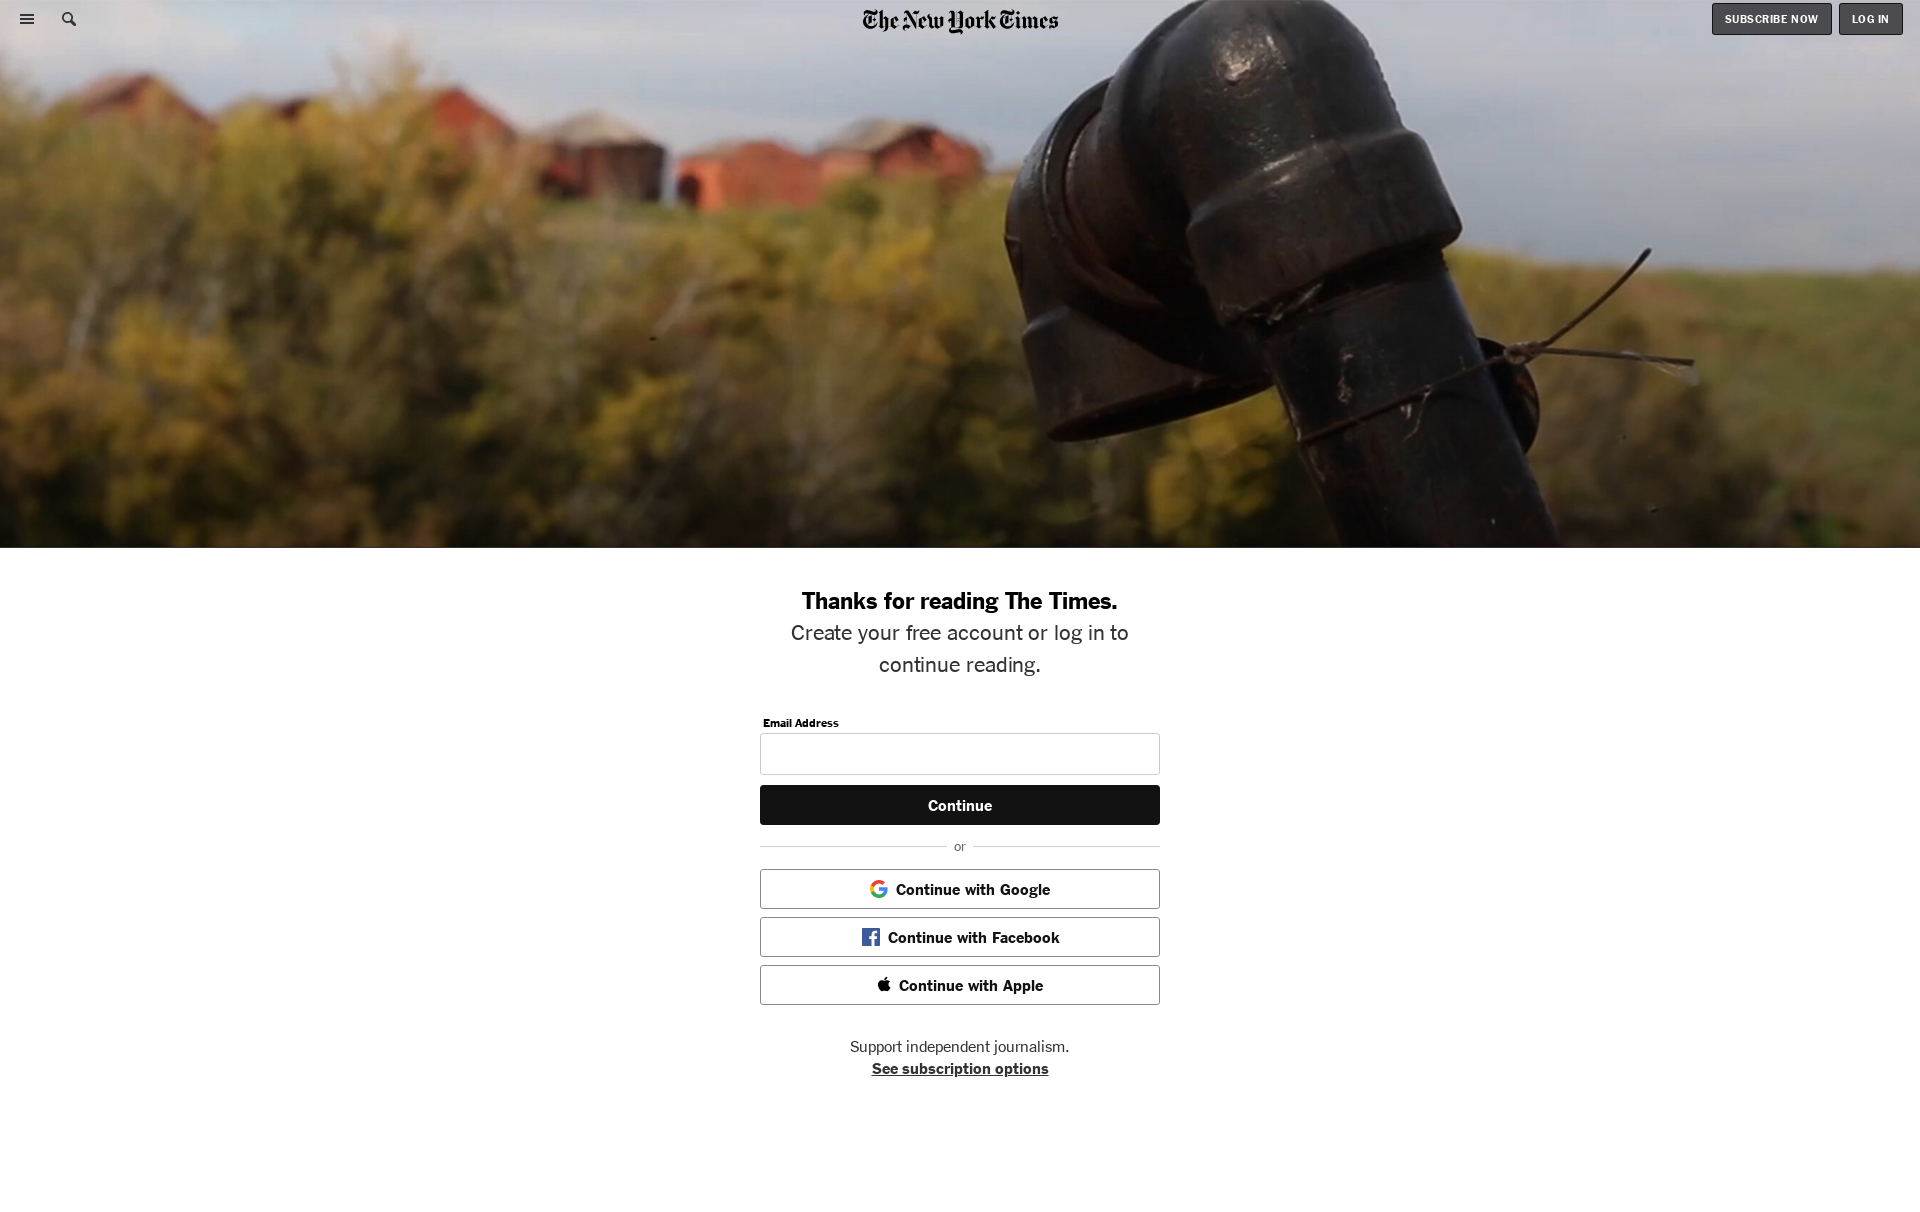 The New York Times
SUBSCRIBE NOW
LOG IN
Thanks for reading The Times.
Create your free account or log in to
continue reading.
Email Address
Continue
or
Continue with Google
Continue with Facebook
Continue with Apple
Support independent journalism.
See subscription options